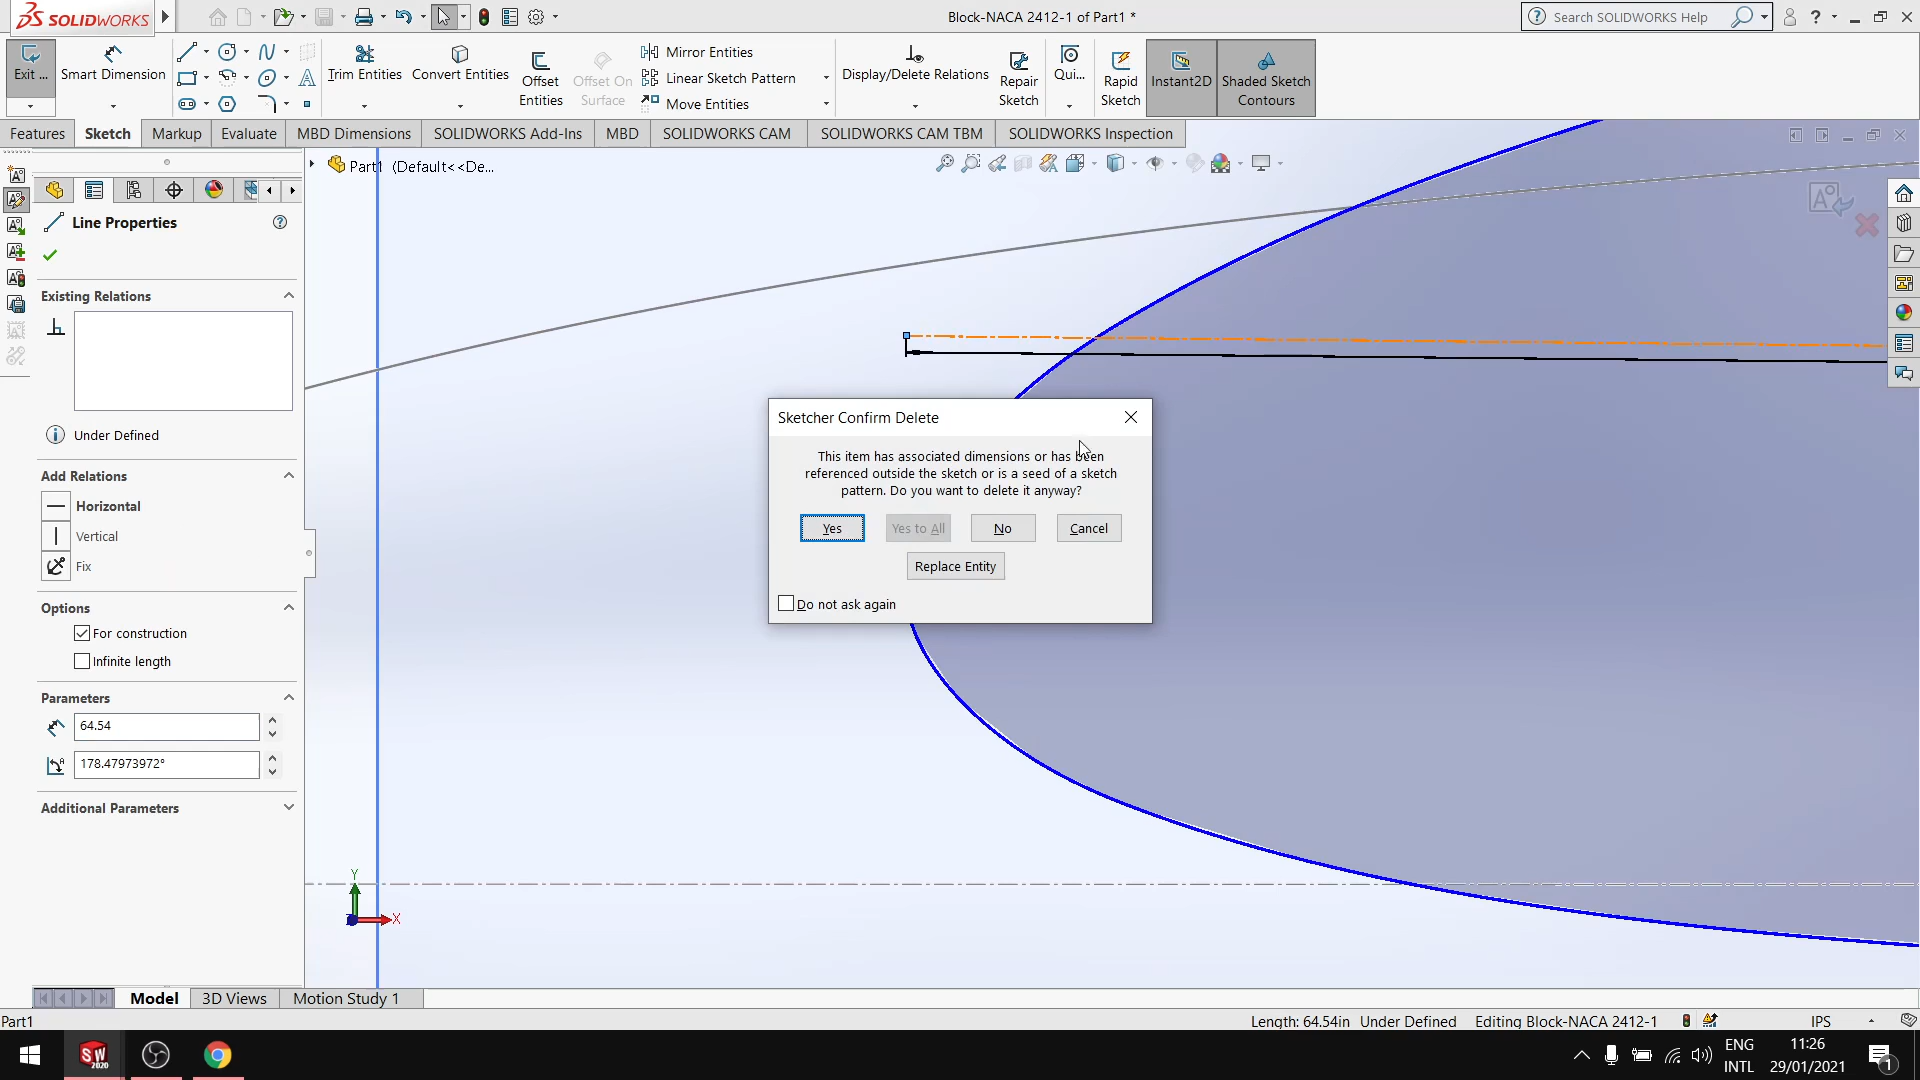 SOLIDWORKS
Block-NACA 2412-1 of Part1 *
Search SOLIDWORKS Help
Exit ...
Smart Dimension
Trim Entities
Convert Entities
Offset
Entities
Offset On
Surface
Mirror Entities
Linear Sketch Pattern
Move Entities
Display/Delete Relations
Repair
Sketch
Qui...
Rapid
Sketch
Instant2D
Shaded Sketch
Contours
Features
Sketch
Markup
Evaluate
MBD Dimensions
SOLIDWORKS Add-Ins
MBD
SOLIDWORKS CAM
SOLIDWORKS CAM TBM
SOLIDWORKS Inspection
Part1 (Default<<De...
Line Properties
Existing Relations
Under Defined
Add Relations
Horizontal
Vertical
Fix
Options
For construction
Infinite length
Parameters
64.54
178.47973972°
Additional Parameters
Sketcher Confirm Delete
This item has associated dimensions or has been
referenced outside the sketch or is a seed of a sketch
pattern. Do you want to delete it anyway?
Yes
Yes to All
No
Cancel
Replace Entity
Do not ask again
Y
X
Model
3D Views
Motion Study 1
Part1
Length: 64.54in
Under Defined
Editing Block-NACA 2412-1
IPS
SW
2020
ENG
INTL
11:26
29/01/2021
1